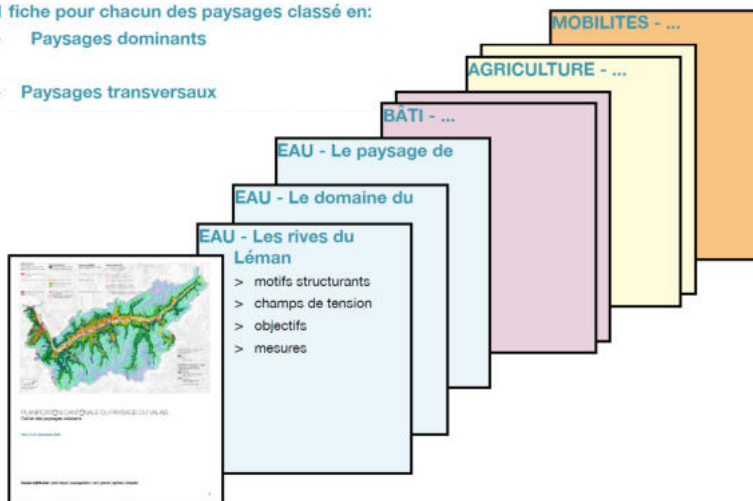 1 fiche pour chacun des paysages classé en:
- Paysages dominants
- Paysages transversaux
MOBILITES - ...
AGRICULTURE - ...
BÂTI - ...
EAU - Le paysage de
EAU - Le domaine du
EAU - Les rives du
Léman
> motifs structurants
> champs de tension
> objectifs
> mesures
PLANIFICATION CANTONALE DU PAYSAGE DU VALAIS